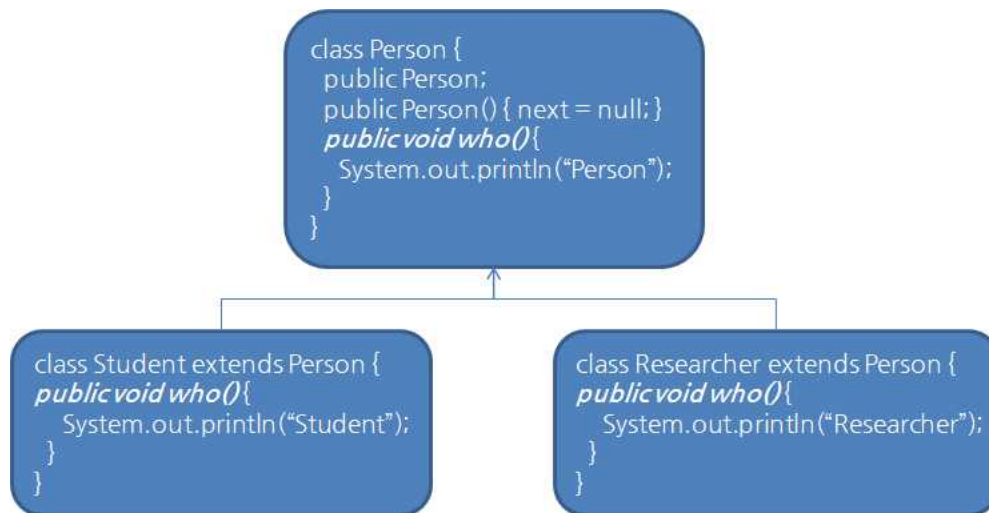 class Person {
public Person;
public Person() { next = null; }
public void who(){
System.out.println(“Person”);
}
}
class Student extends Person {
public void who(){
System.out.println(“Student”);
}
}
class Researcher extends Person {
public void who(){
System.out.println(“Researcher”);
}
}